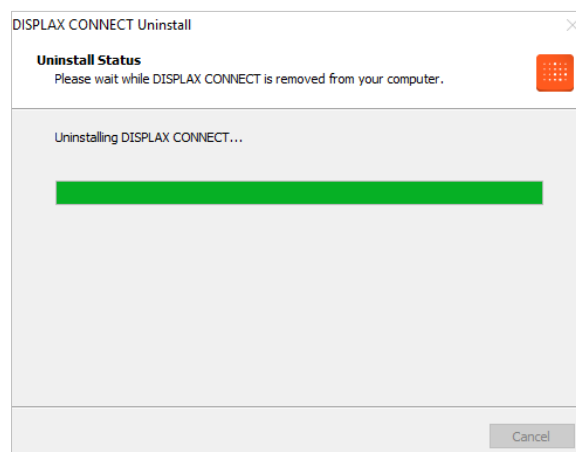 DISPLAX CONNECT Uninstall
Uninstall Status
Please wait while DISPLAX CONNECT is removed from your computer.
Uninstalling DISPLAX CONNECT...
Cancel